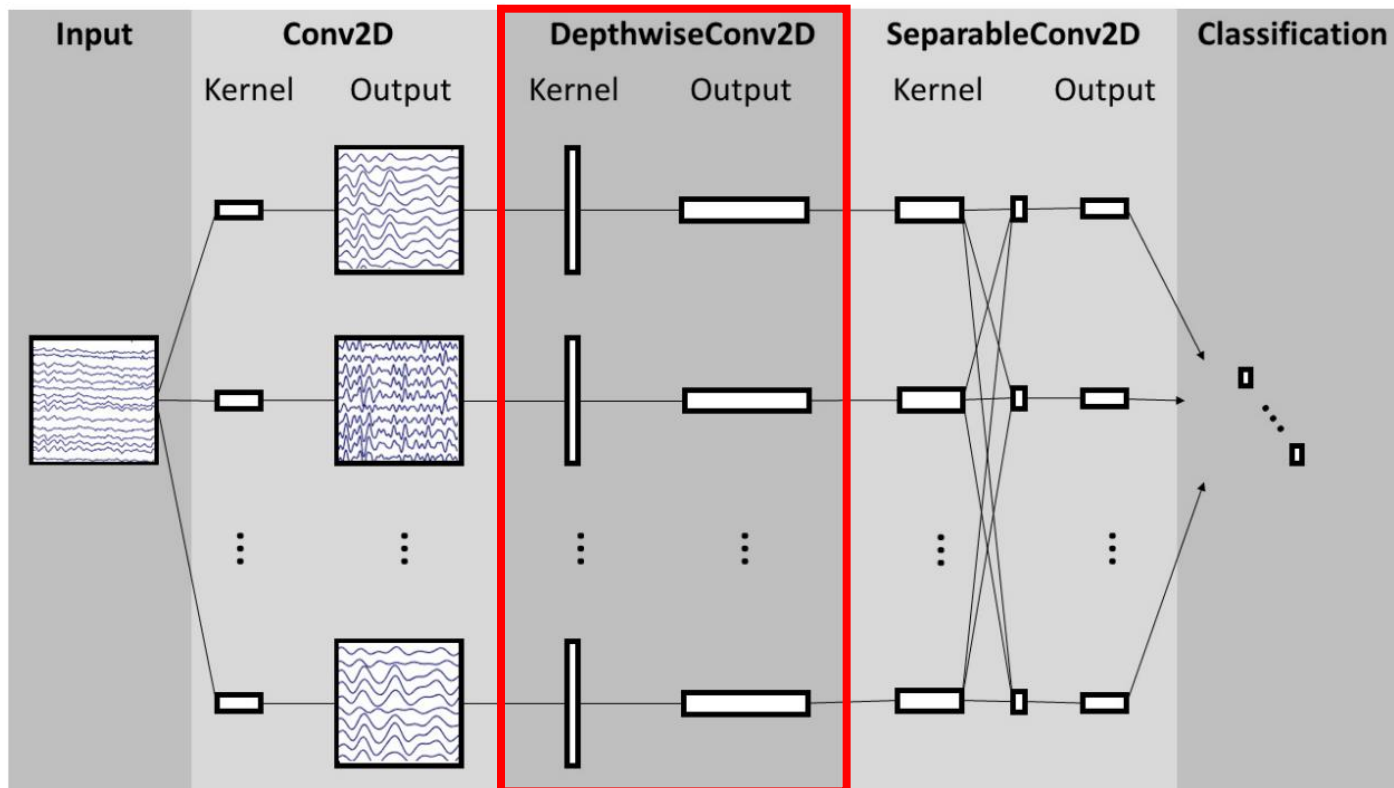 Input Conv2D DepthwiseConv2D SeparableConv2D Classification
Kernel Output Kernel Output Kernel Output